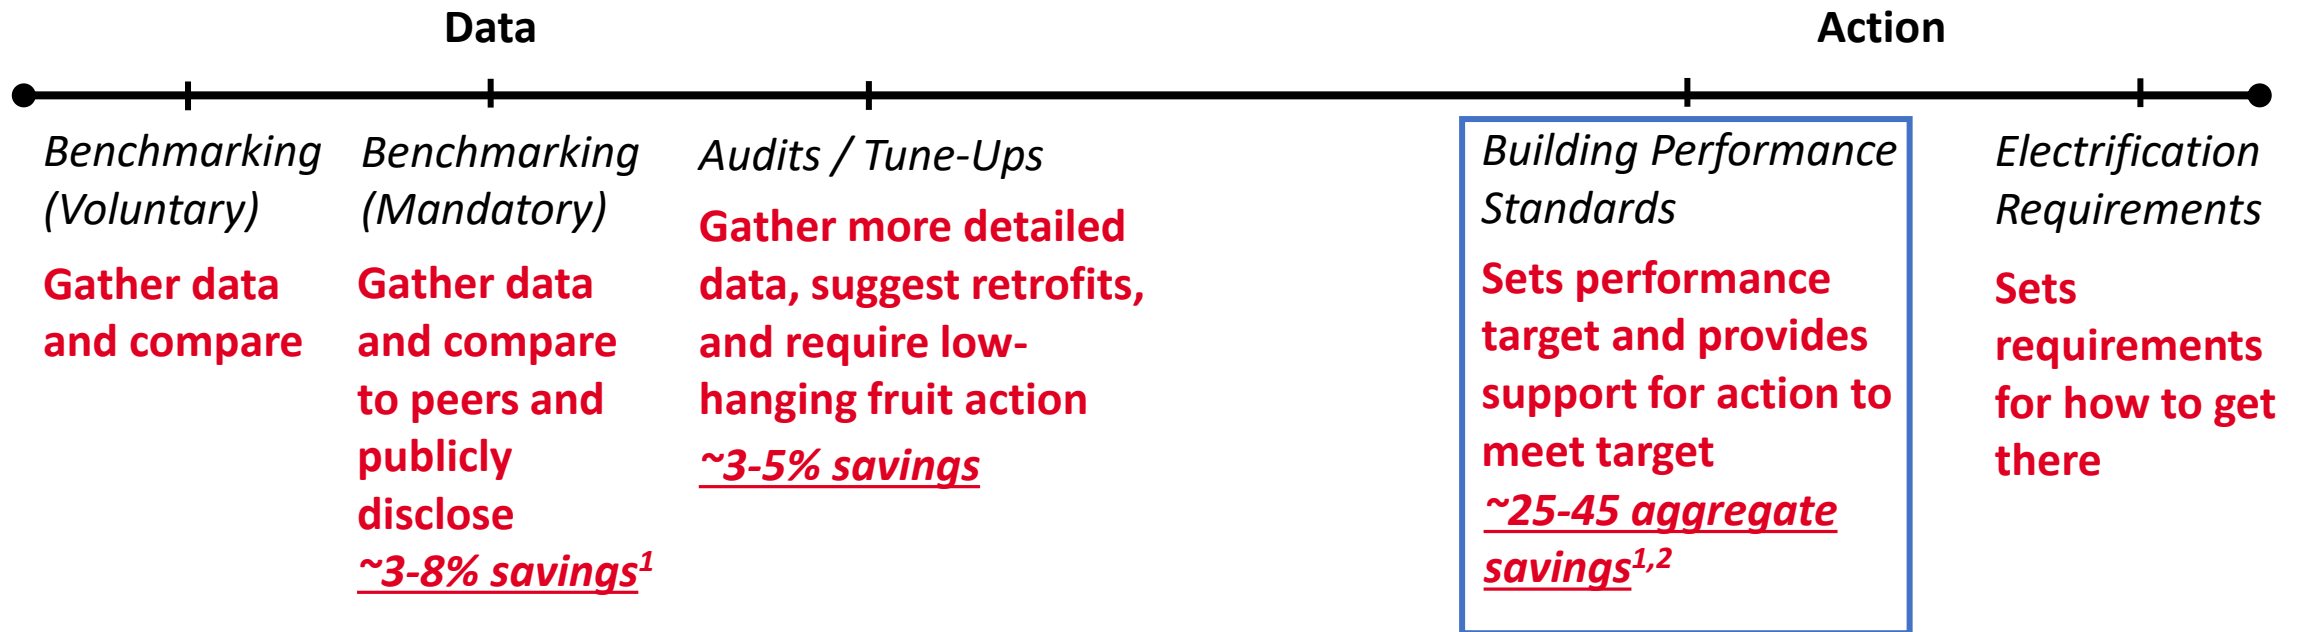 Data
Action
Benchmarking
(Voluntary)
Gather data
and compare
Benchmarking
(Mandatory)
Gather data
and compare
to peers and
publicly
disclose
~3-8% savings1
Audits / Tune-Ups
Gather more detailed
data, suggest retrofits,
and require low-
hanging fruit action
~3-5% savings
Building Performance
Standards
Sets performance
target and provides
support for action to
meet target
~25-45 aggregate
savings1,2
Electrification
Requirements
Sets
requirements
for how to get
there